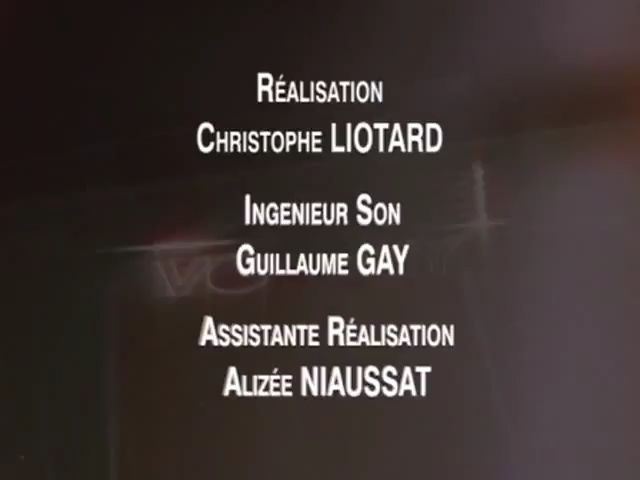 RÉALISATION
CHRISTOPHE LIOTARD
INGENIEUR SON
GUILLAUME GAY
ASSISTANTE RÉALISATION
ALIZÉE NIAUSSAT